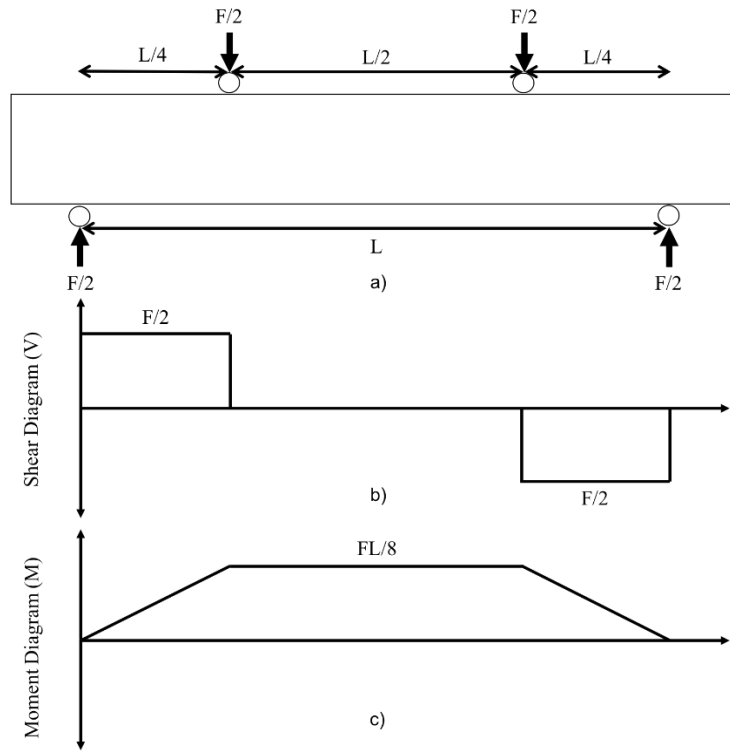 F/2 F/2
L/4 L/2 L/4
L
F/2 a) F/2
Shear Diagram (V)
F/2
b)
F/2
Moment Diagram (M)
FL/8
c)